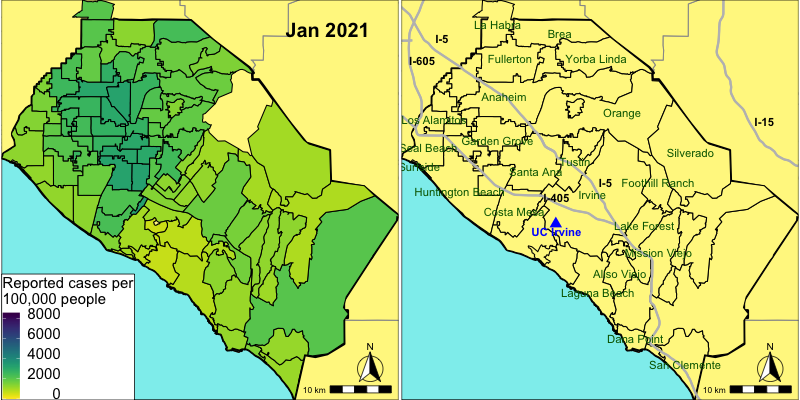 Jan 2021
Reported cases per
100,000 people
8000
6000
4000
2000
0
N
10 km
La Habra
I-5
Brea
I-605
Fullerton
Yorba Linda
Anaheim
Orange
Los Alamitos
I-15
Seal Beach
Garden Grove
Silverado
Sunside
Tustin
Santa Ana
I-5
Foothill Ranch
Huntington Beach
I-405
Irvine
Costa Mesa
UC Irvine
Lake Forest
Mission Viejo
Aliso Viejo
Laguna Beach
Dana Point
San Clemente
N
10 km